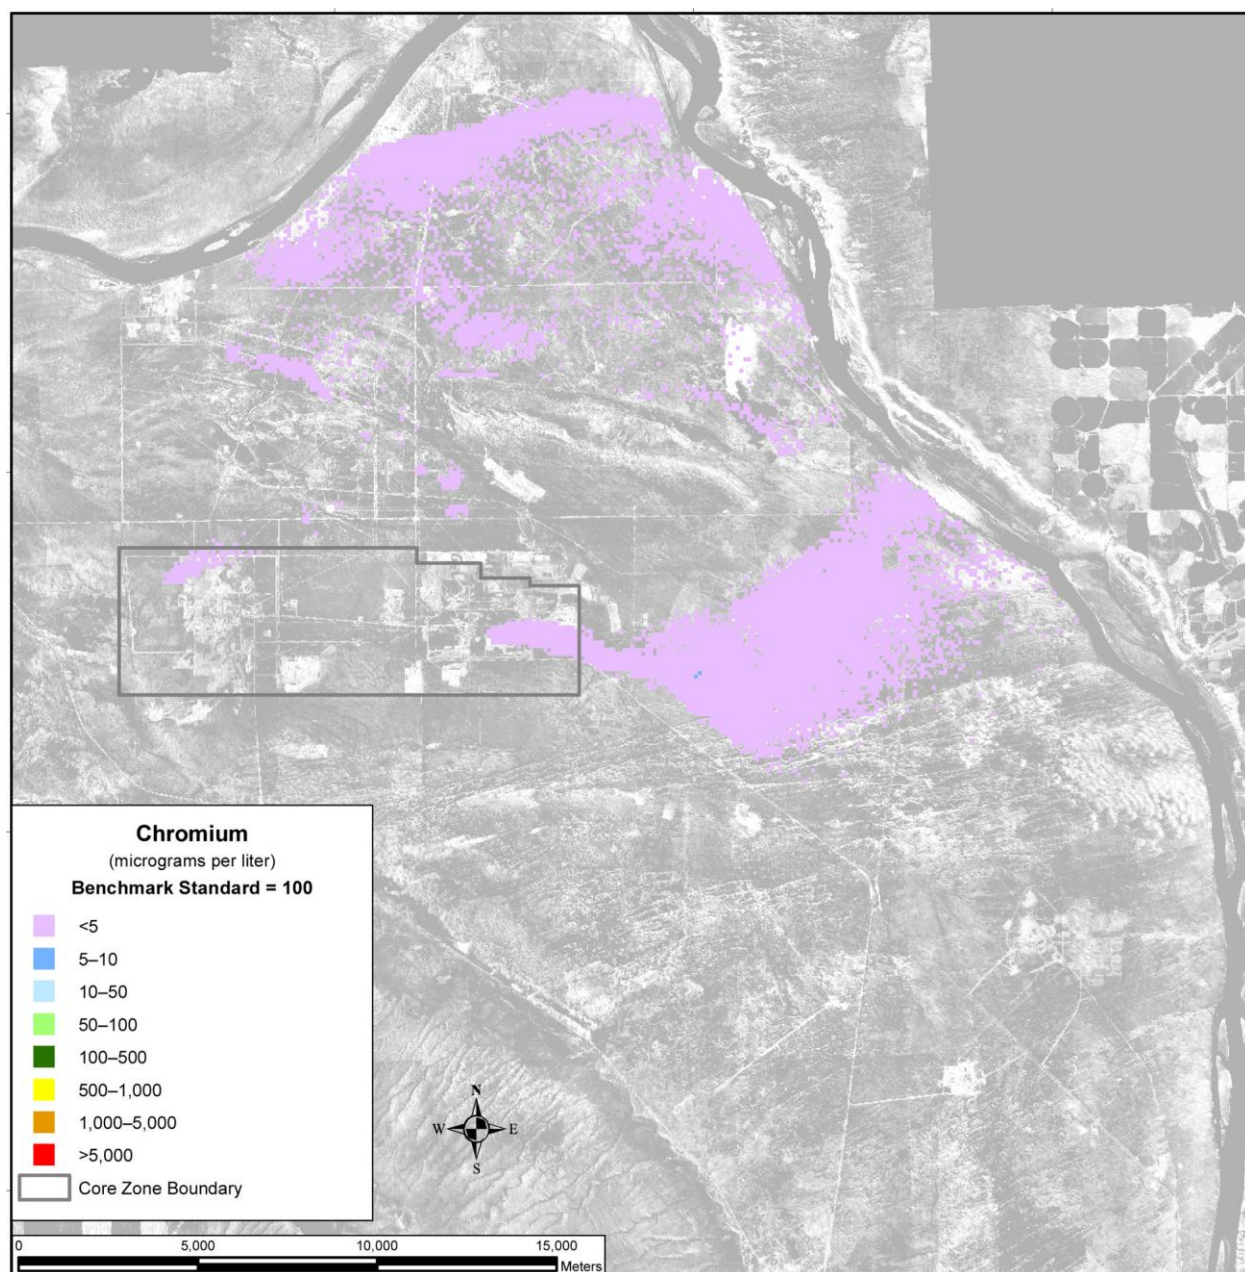 Chromium
(micrograms per liter)
Benchmark Standard = 100
<5
5–10
10–50
50–100
100–500
500–1,000
1,000–5,000
>5,000
Core Zone Boundary
N
W E
S
0 5,000 10,000 15,000
Meters